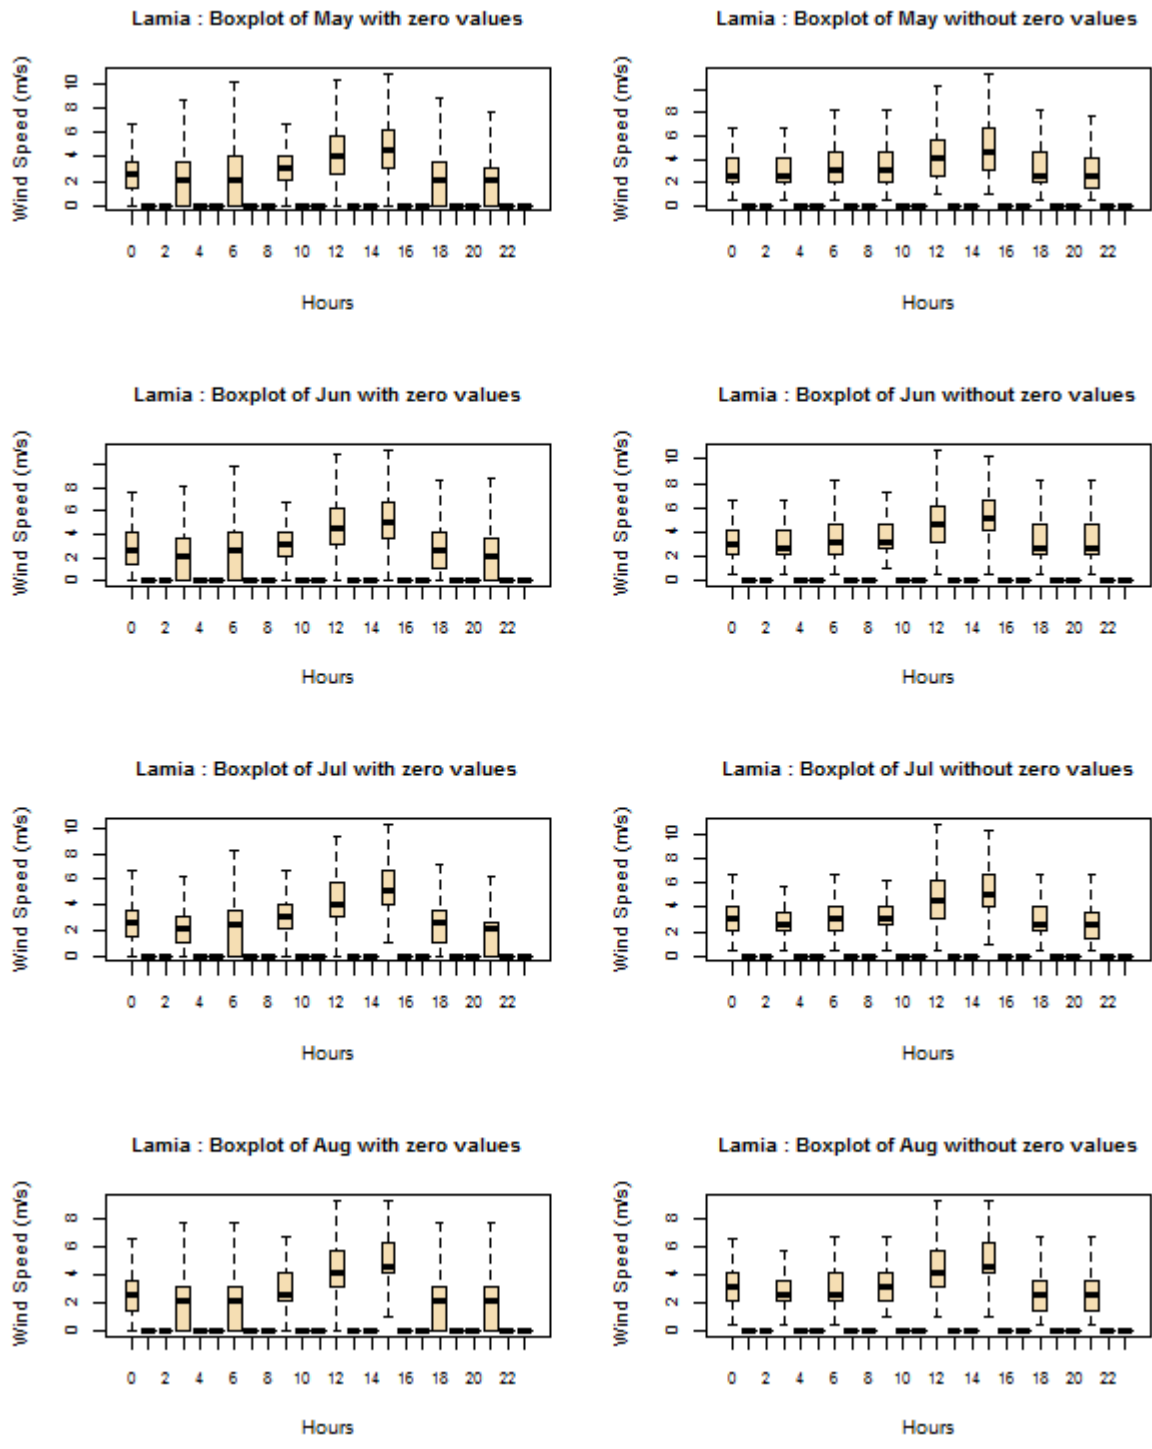 Lamia : Boxplot of May with zero values
Wind Speed (m/s)
0 2 4 6 8 10
0 2 4 6 8 10 12 14 16 18 20 22
Hours
Lamia : Boxplot of May without zero values
Wind Speed (m/s)
0 2 4 6 8
0 2 4 6 8 10 12 14 16 18 20 22
Hours
Lamia : Boxplot of Jun with zero values
Wind Speed (m/s)
0 2 4 6 8
0 2 4 6 8 10 12 14 16 18 20 22
Hours
Lamia : Boxplot of Jun without zero values
Wind Speed (m/s)
0 2 4 6 8 10
0 2 4 6 8 10 12 14 16 18 20 22
Hours
Lamia : Boxplot of Jul with zero values
Wind Speed (m/s)
0 2 4 6 8 10
0 2 4 6 8 10 12 14 16 18 20 22
Hours
Lamia : Boxplot of Jul without zero values
Wind Speed (m/s)
0 2 4 6 8 10
0 2 4 6 8 10 12 14 16 18 20 22
Hours
Lamia : Boxplot of Aug with zero values
Wind Speed (m/s)
0 2 4 6 8
0 2 4 6 8 10 12 14 16 18 20 22
Hours
Lamia : Boxplot of Aug without zero values
Wind Speed (m/s)
0 2 4 6 8
0 2 4 6 8 10 12 14 16 18 20 22
Hours